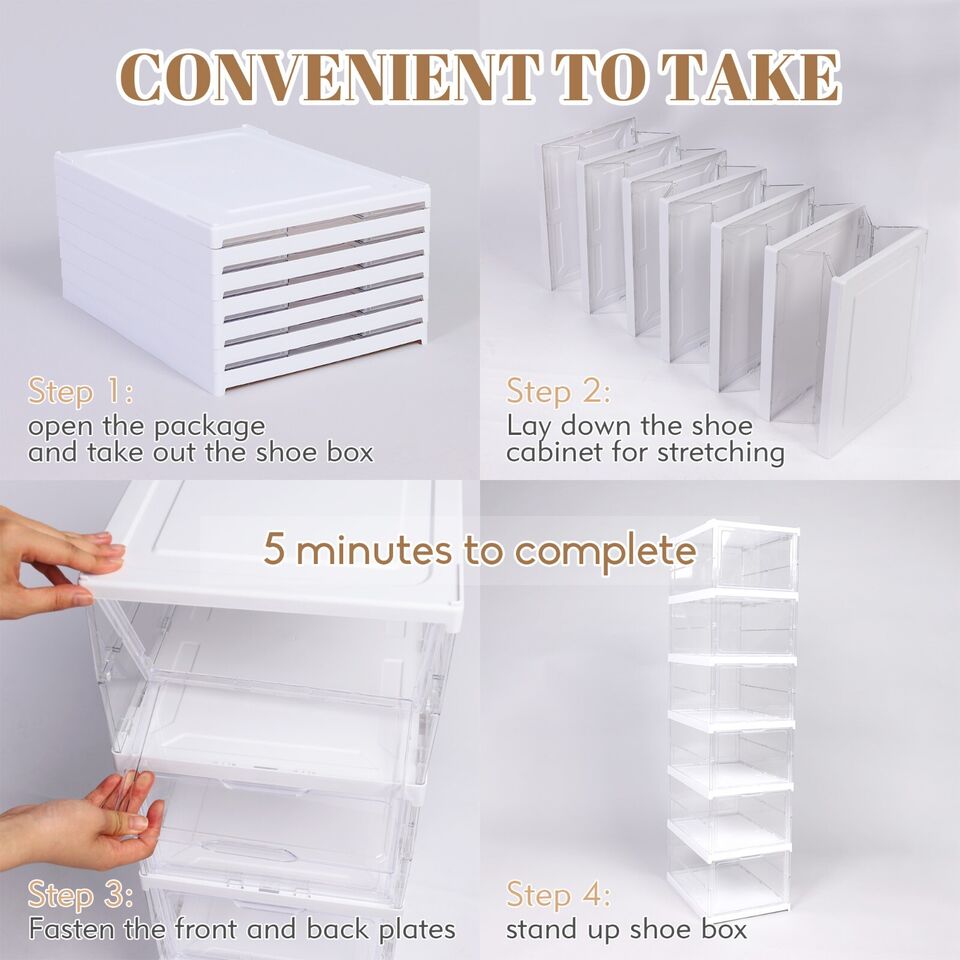 CONVENIENT TO TAKE
Step 1:
open the package
and take out the shoe box
Step 2:
Lay down the shoe
cabinet for stretching
5 minutes to complete
Step 3:
Fasten the front and back plates
Step 4:
stand up shoe box